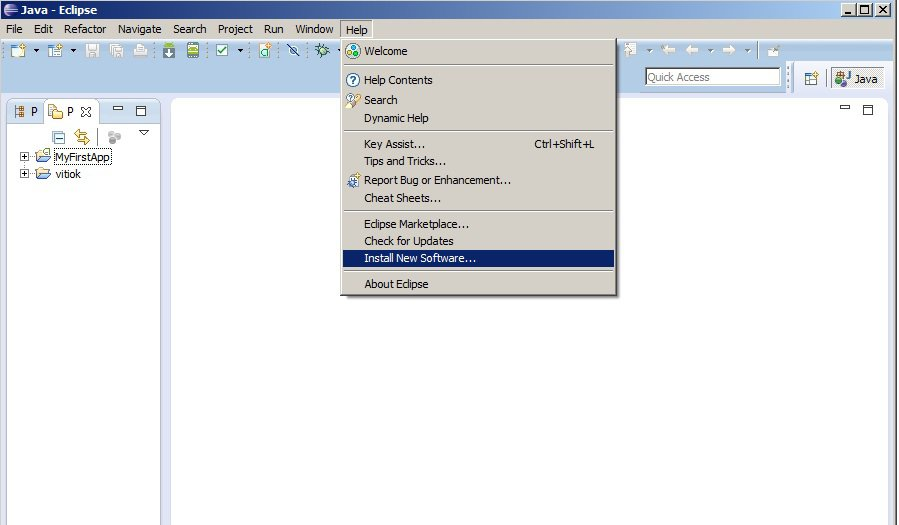 Java - Eclipse
File Edit Refactor Navigate Search Project Run Window Help
Quick Access
Java
P P
MyFirstApp
vitiok
Welcome
Help Contents
Search
Dynamic Help
Key Assist... Ctrl+Shift+L
Tips and Tricks...
Report Bug or Enhancement...
Cheat Sheets...
Eclipse Marketplace...
Check for Updates
Install New Software...
About Eclipse